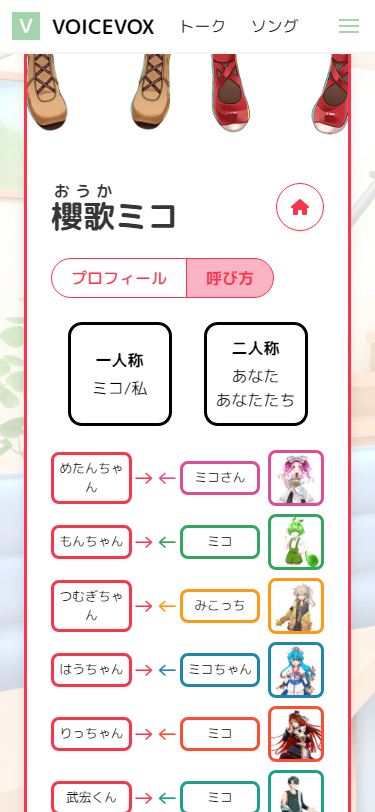 V VOICEVOX トーク ソング
おうか
櫻歌ミコ
プロフィール 呼び方
一人称
ミコ/私
二人称
あなた
あなたたち
めたんちゃ
ん
ミコさん
もんちゃん
ミコ
つむぎちゃ
ん
みこっち
はうちゃん
ミコちゃん
りっちゃん
ミコ
武宏くん
ミコ